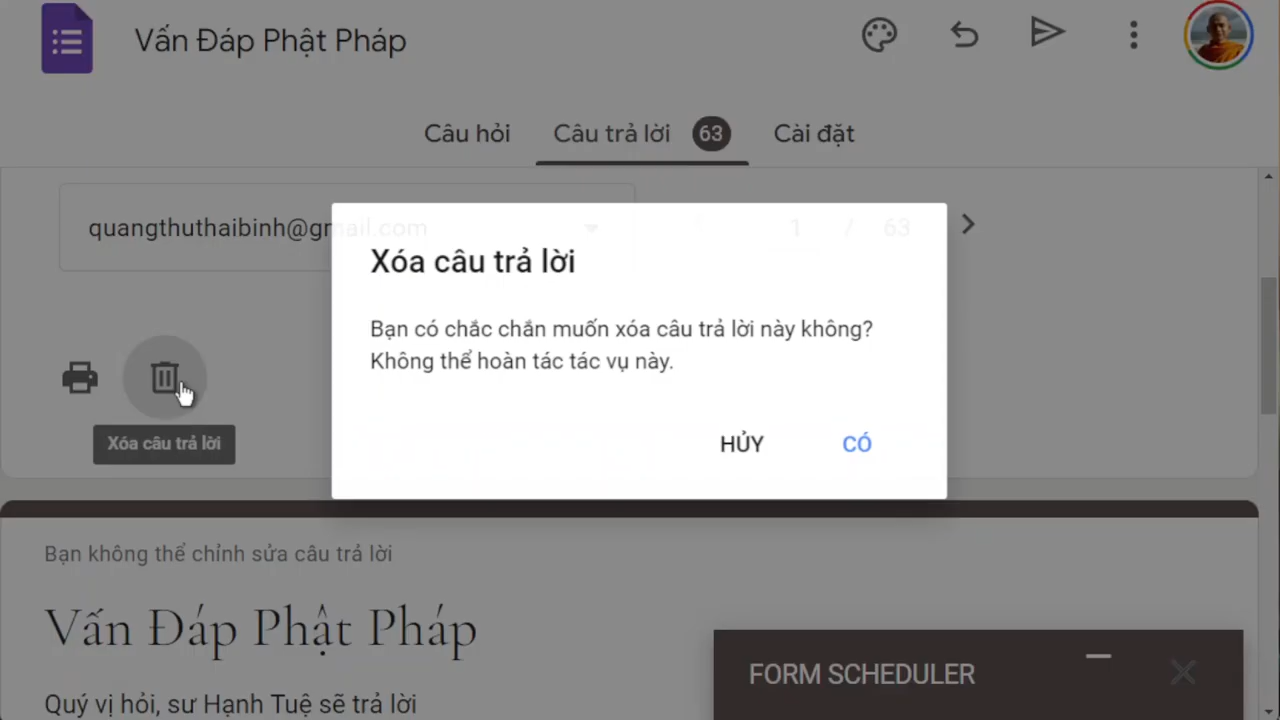 Vấn Đáp Phật Pháp
Câu hỏi
Câu trả lời 63
Cài đặt
quangthuthaibinh@gmail.com
1 / 63
Xóa câu trả lời
Bạn có chắc chắn muốn xóa câu trả lời này không?
Không thể hoàn tác tác vụ này.
HỦY
CÓ
Xóa câu trả lời
Bạn không thể chỉnh sửa câu trả lời
Vấn Đáp Phật Pháp
Quý vị hỏi, sư Hạnh Tuệ sẽ trả lời
FORM SCHEDULER